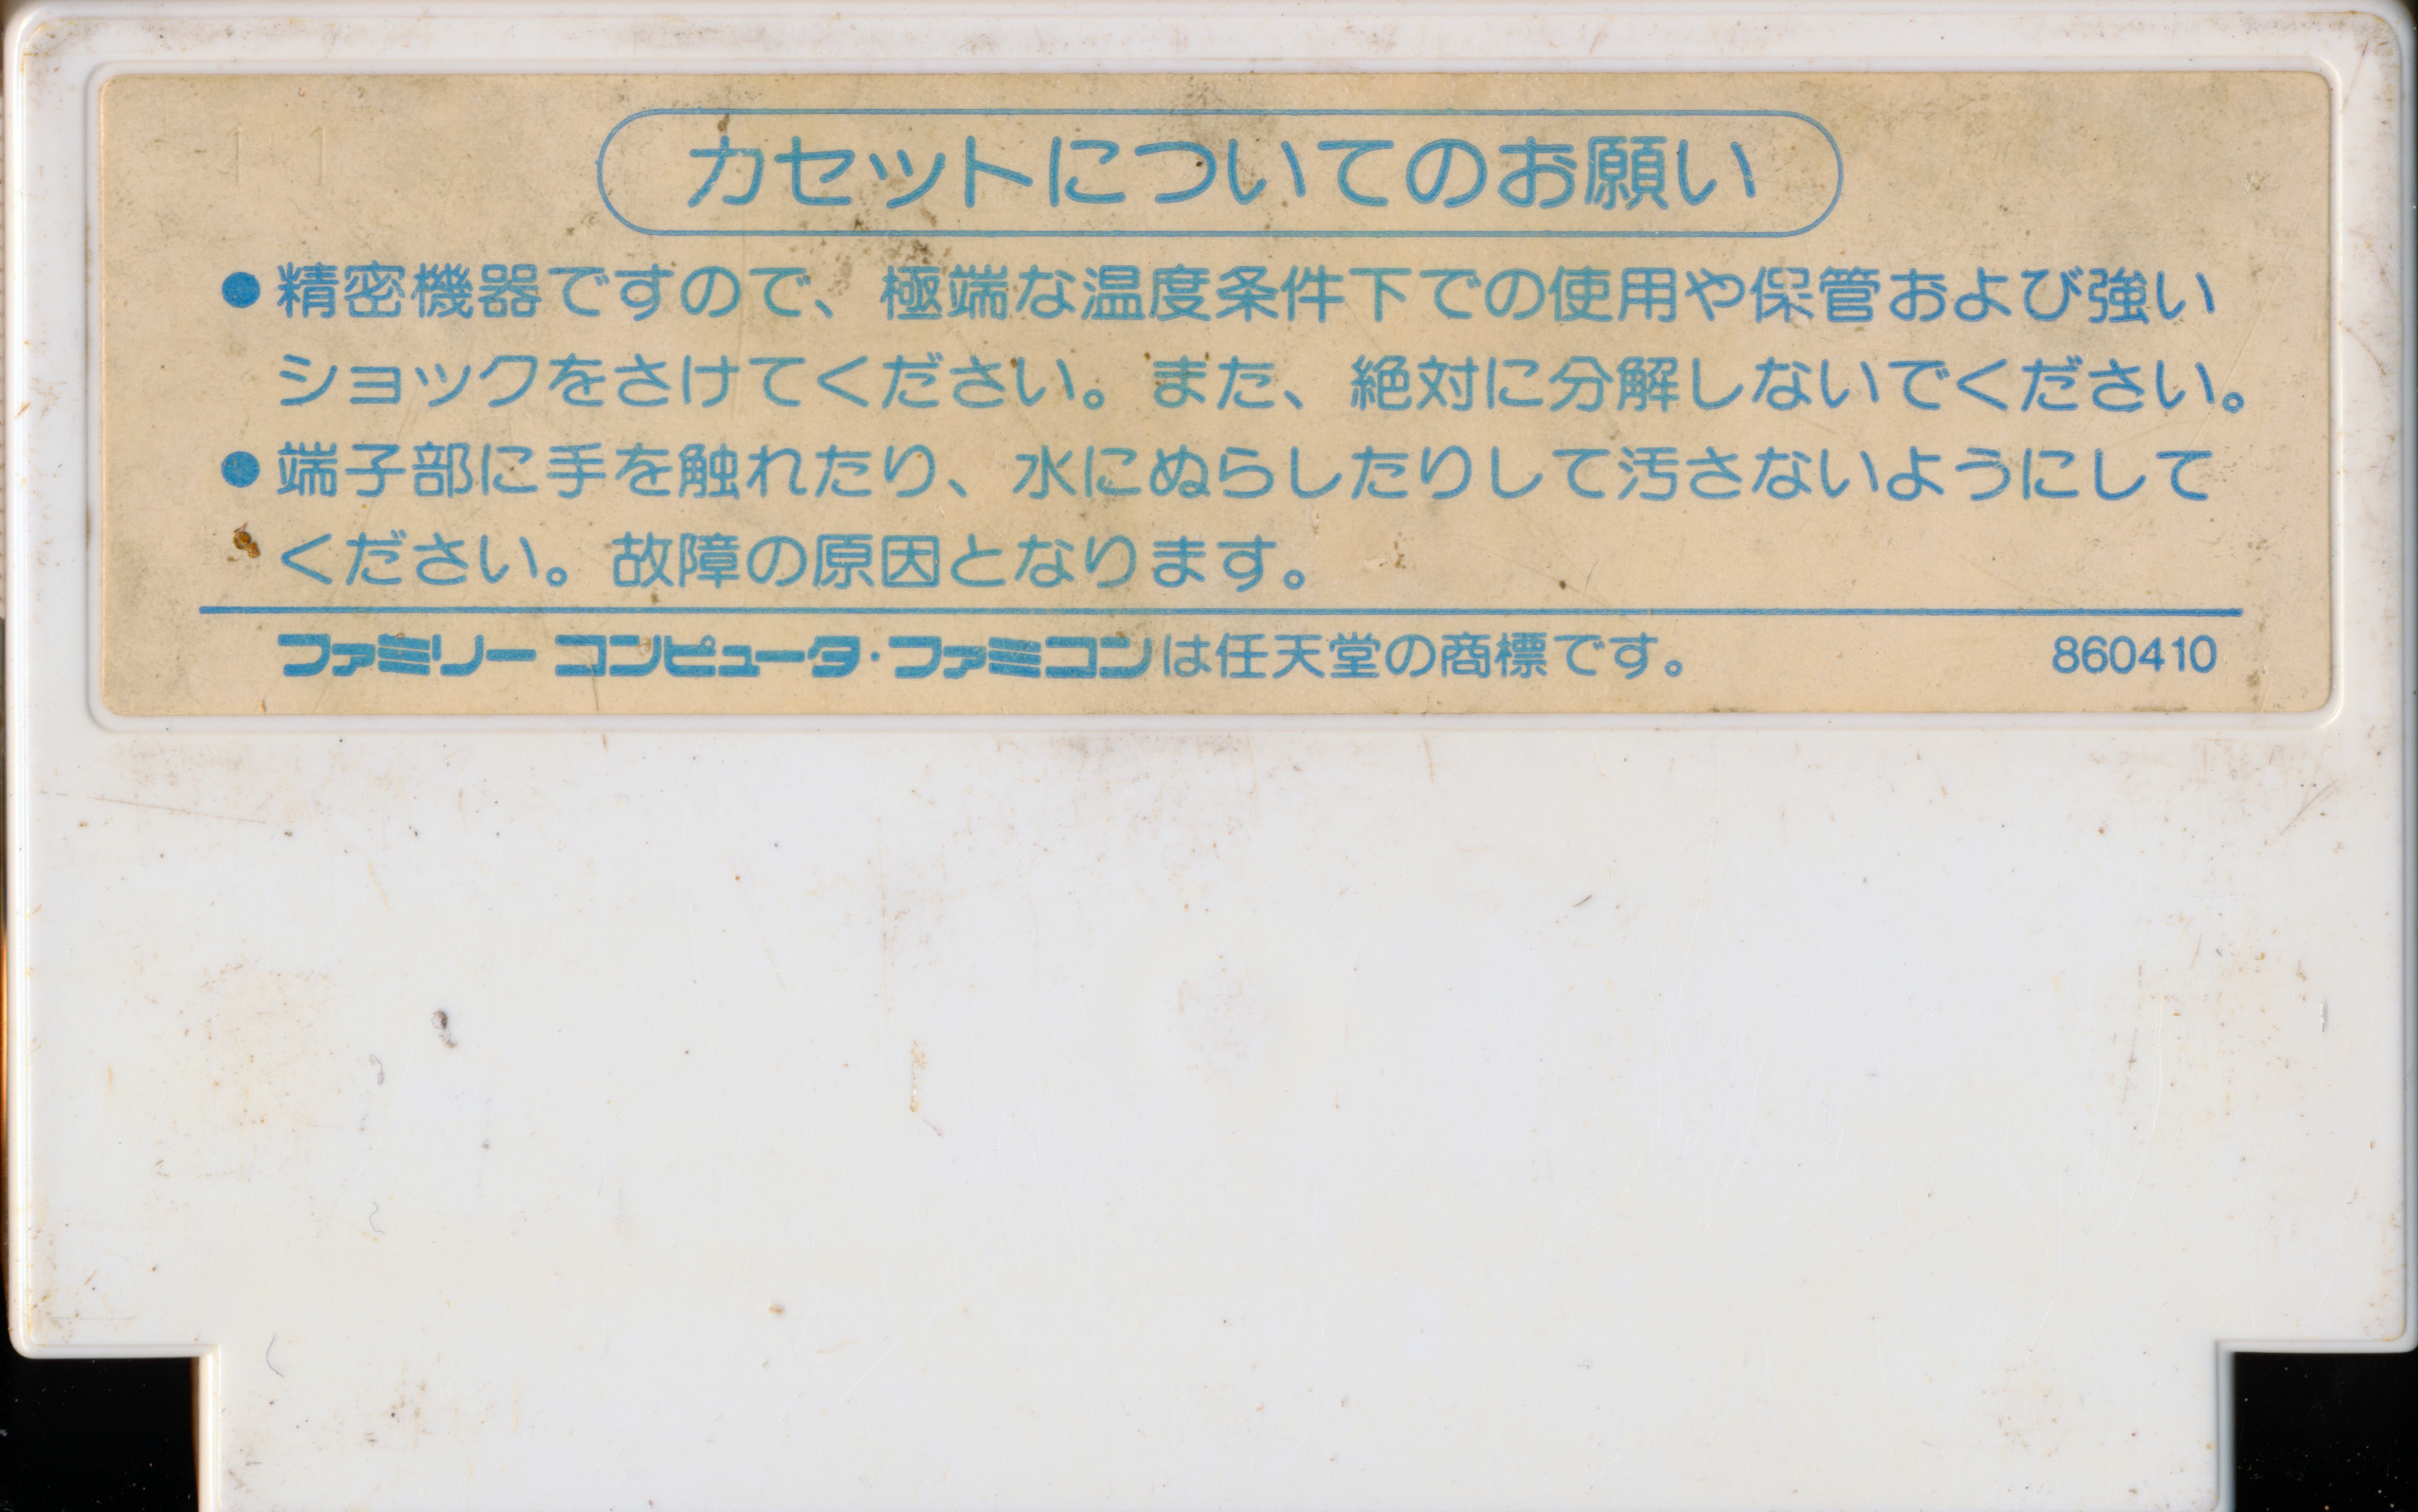 カセットについてのお願い
●精密機器ですので、極端な温度条件下での使用や保管および強い
ショックをさけてください。また、絶対に分解しないでください。
●端子部に手を触れたり、水にぬらしたりして汚さないようにして
ください。故障の原因となります。
ファミリー コンピュータ・ファミコンは任天堂の商標です。 860410
11